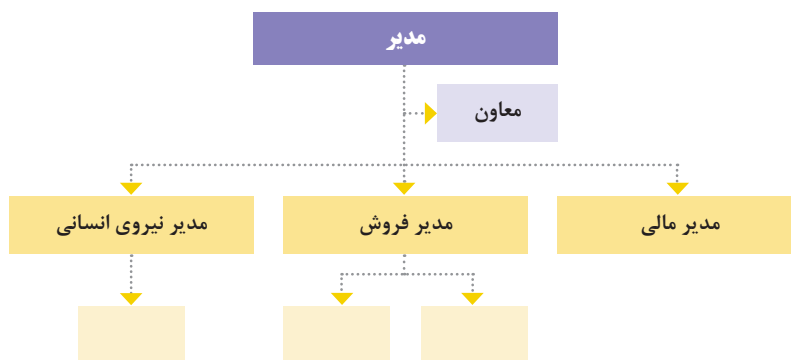 مدیر
معاون
مدیر مالی
مدیر فروش
مدیر نیروی انسانی